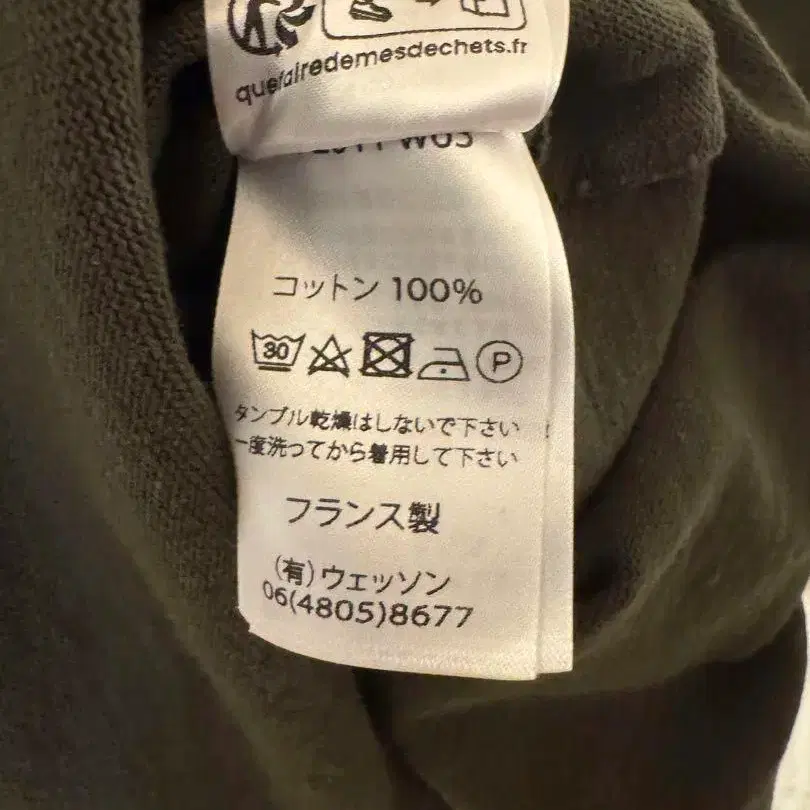 quefairedemesdechets.fr
コットン 100%
30
P
タンブル乾燥はしないで下さい
一度洗ってから着用して下さい
フランス製
(有)ウェッソン
06(4805)8677